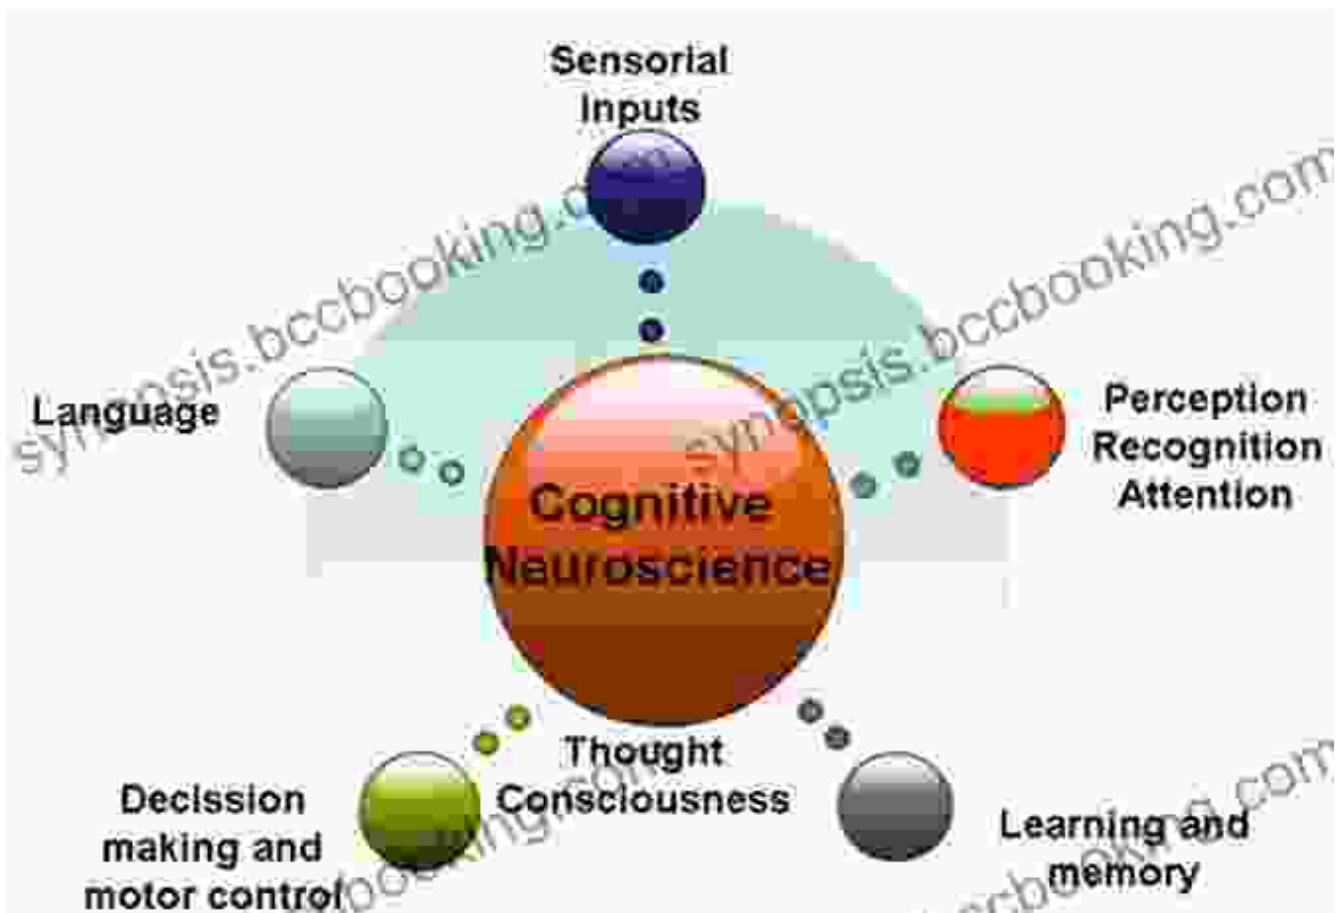 Sensorial
Inputs
Language
Perception
Recognition
Attention
Cognitive
Neuroscience
Thought
Consciousness
Decission
making and
motor control
Learning and
memory
synopsis.bccbooking.com
synopsis.bccbooking.com